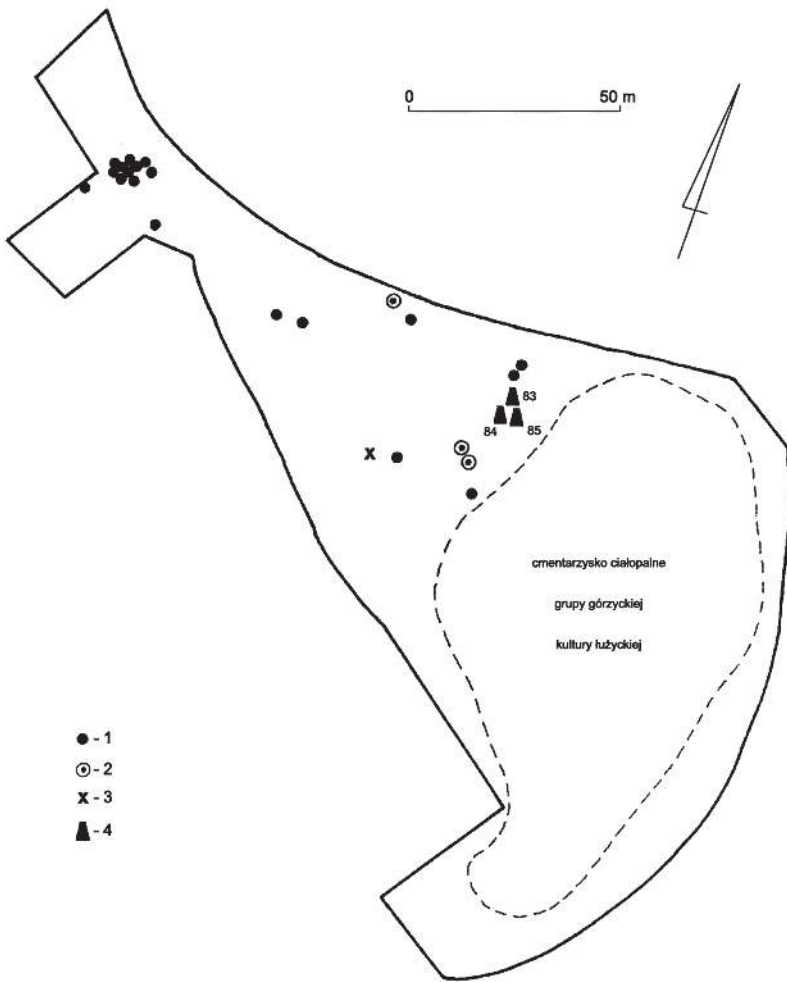 0 50 m
83
84 85
x
cmentarzysko ciałopalne
grupy górzyckiej
kultury łużyckiej
- 1
- 2
x - 3
- 4